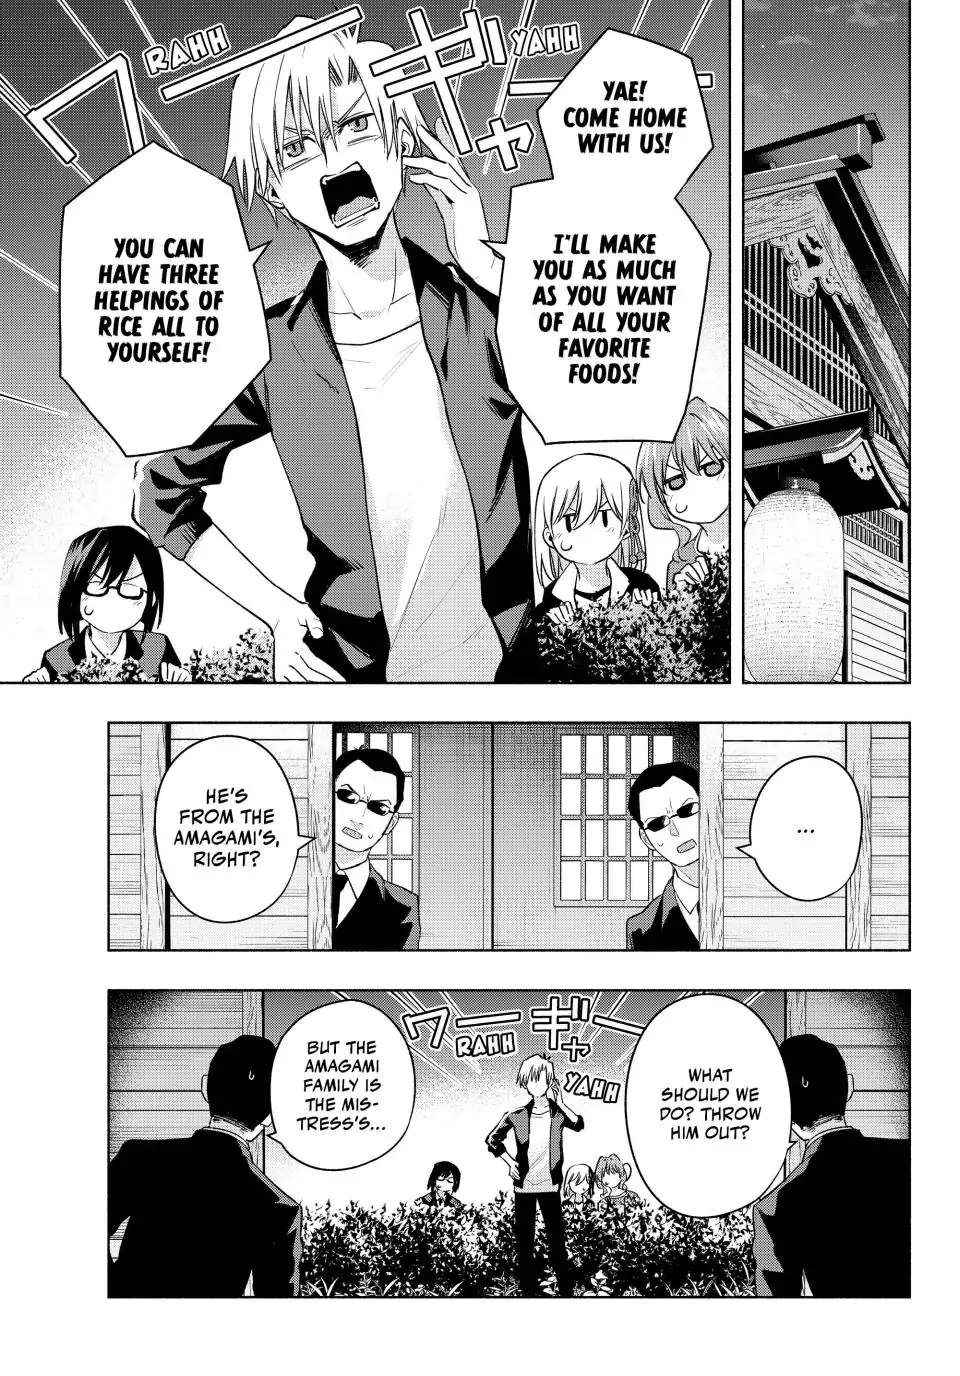 YAE!
COME HOME
WITH US!
I'LL MAKE
YOU AS MUCH
AS YOU WANT
OF ALL YOUR
FAVORITE
FOODS!
ギャー
YAHH
ワー
RAHH
YOU CAN
HAVE THREE
HELPINGS OF
RICE ALL TO
YOURSELF!
...
HE'S
FROM THE
AMAGAMI'S,
RIGHT?
WHAT
SHOULD WE
DO? THROW
HIM OUT?
ギャー
YAHH
ワー
RAHH
BUT THE
AMAGAMI
FAMILY IS
THE MIS-
TRESS'S...